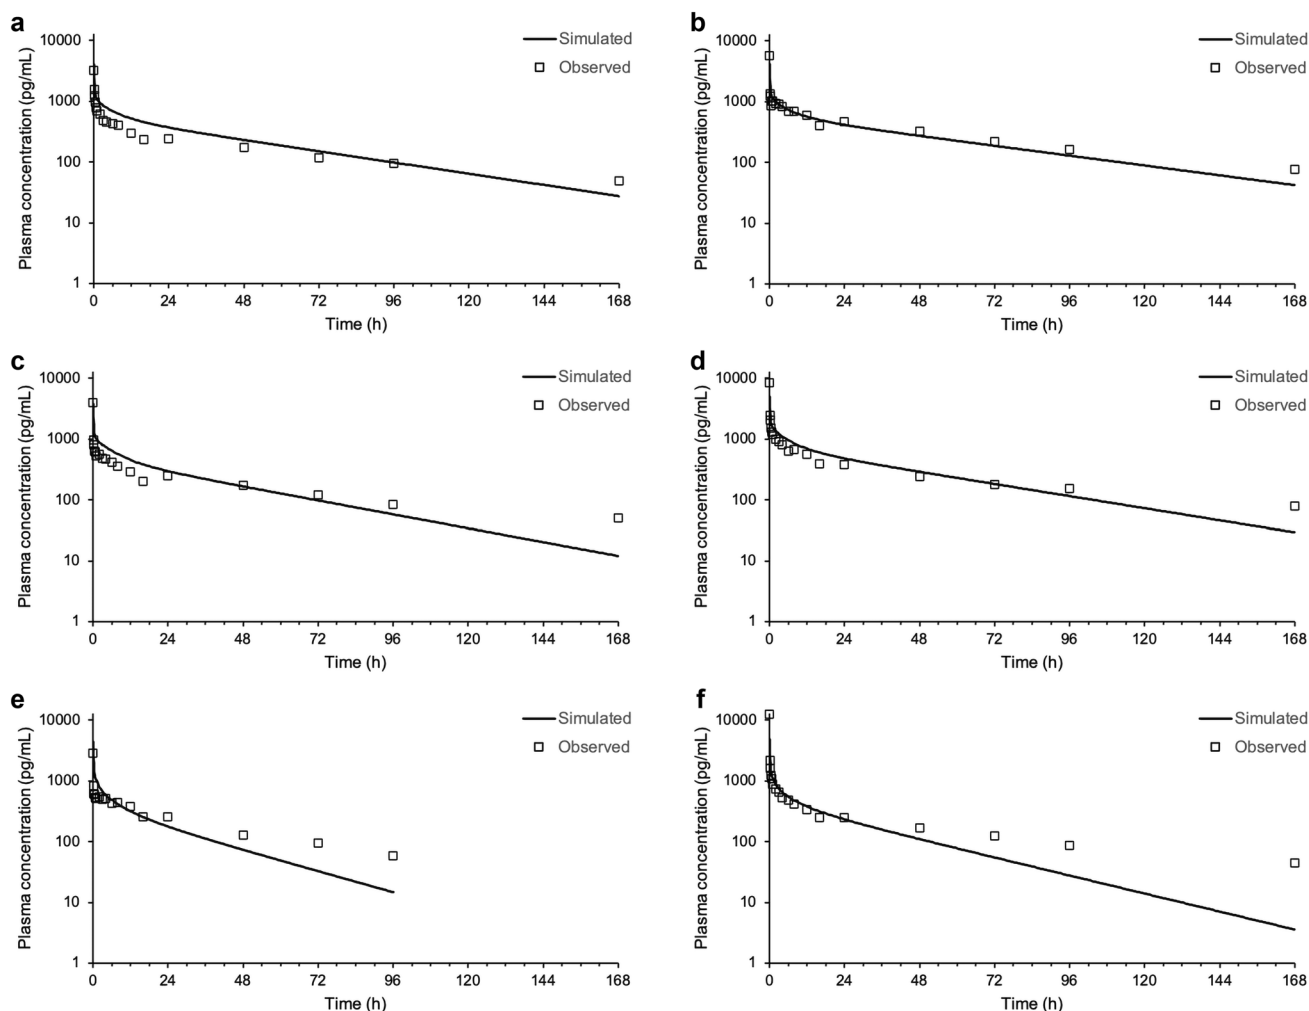 a
Plasma concentration (pg/mL)
10000
1000
100
10
1
0 24 48 72 96 120 144 168
Time (h)
Simulated
Observed
b
Plasma concentration (pg/mL)
10000
1000
100
10
1
0 24 48 72 96 120 144 168
Time (h)
Simulated
Observed
c
Plasma concentration (pg/mL)
10000
1000
100
10
1
0 24 48 72 96 120 144 168
Time (h)
Simulated
Observed
d
Plasma concentration (pg/mL)
10000
1000
100
10
1
0 24 48 72 96 120 144 168
Time (h)
Simulated
Observed
e
Plasma concentration (pg/mL)
10000
1000
100
10
1
0 24 48 72 96 120 144 168
Time (h)
Simulated
Observed
f
Plasma concentration (pg/mL)
10000
1000
100
10
1
0 24 48 72 96 120 144 168
Time (h)
Simulated
Observed